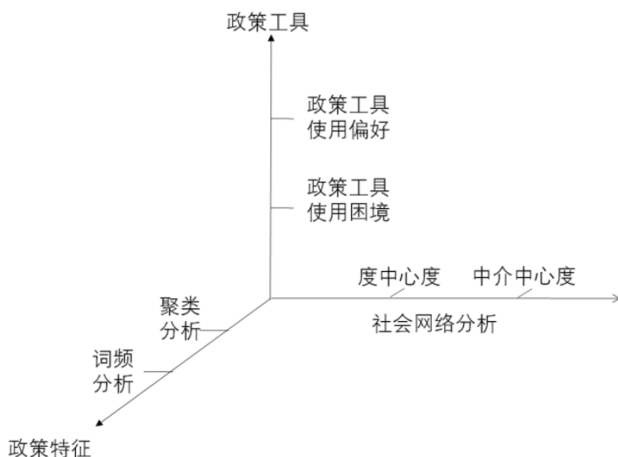 政策工具
政策工具
使用偏好
政策工具
使用困境
度中心度
中介中心度
社会网络分析
聚类
分析
词频
分析
政策特征